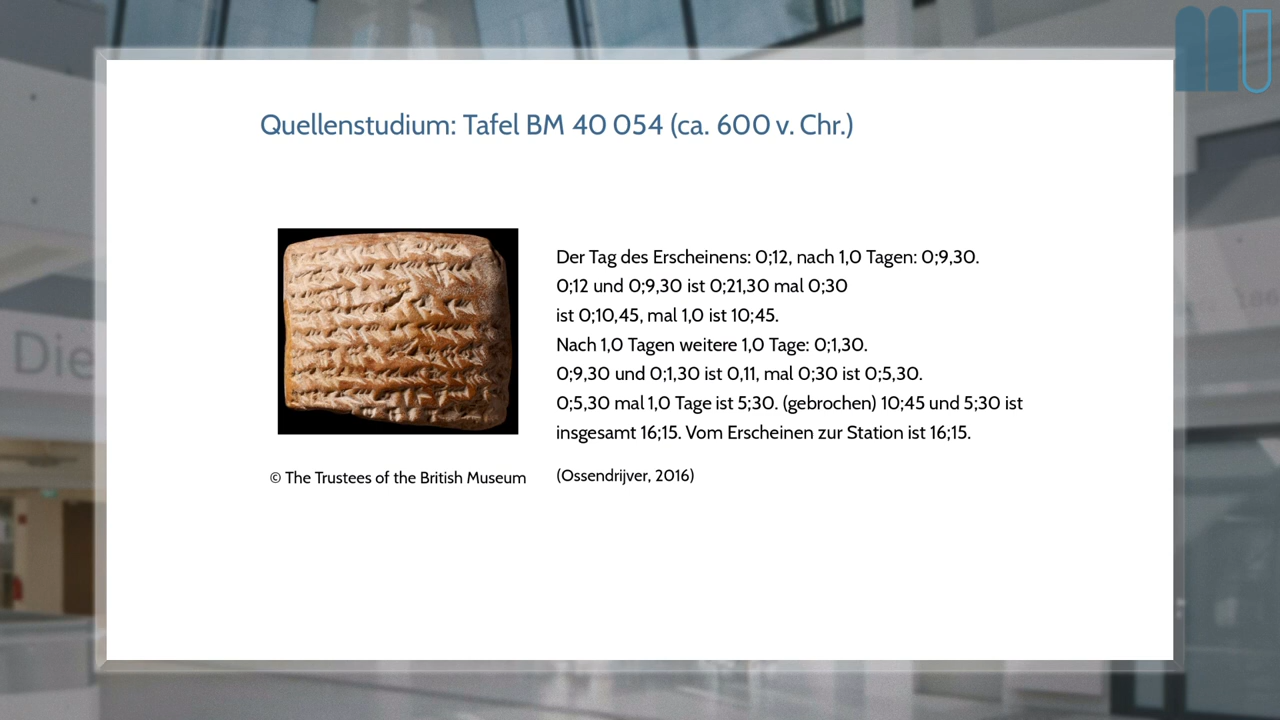 Quellenstudium: Tafel BM 40 054 (ca. 600 v. Chr.)
Der Tag des Erscheinens: 0;12, nach 1,0 Tagen: 0;9,30.
0;12 und 0;9,30 ist 0;21,30 mal 0;30
ist 0;10,45, mal 1,0 ist 10;45.
Nach 1,0 Tagen weitere 1,0 Tage: 0;1,30.
0;9,30 und 0;1,30 ist 0,11, mal 0;30 ist 0;5,30.
0;5,30 mal 1,0 Tage ist 5;30. (gebrochen) 10;45 und 5;30 ist
insgesamt 16;15. Vom Erscheinen zur Station ist 16;15.
© The Trustees of the British Museum
(Ossendrijver, 2016)
Die